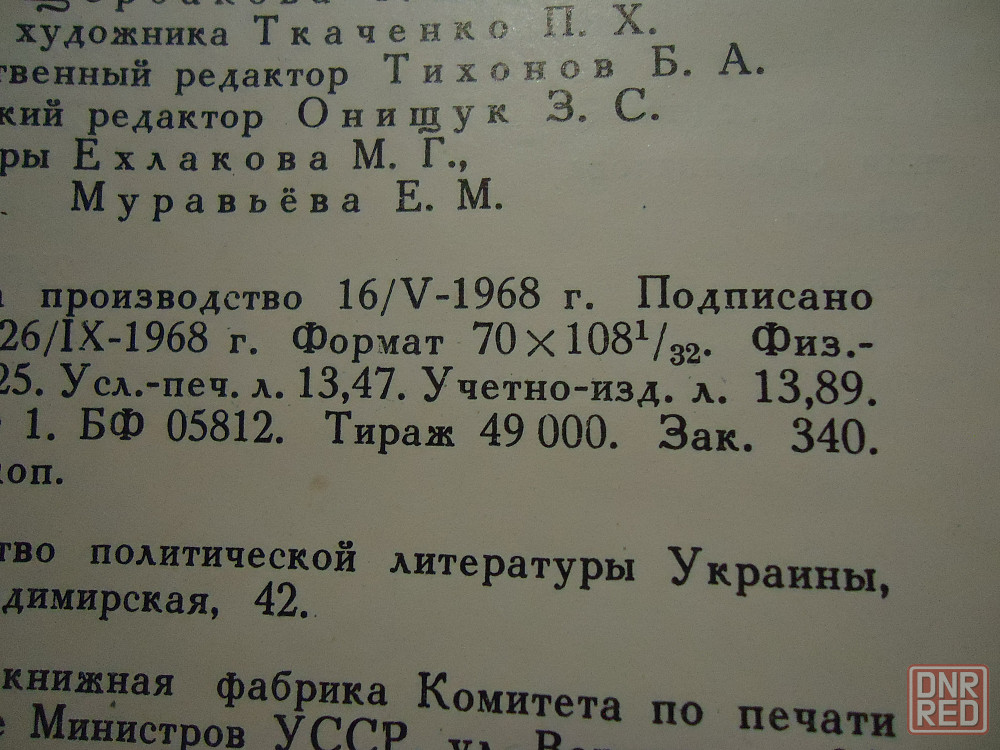 художника Ткаченко П. Х.
твенный редактор Тихонов Б. А.
кий редактор Онищук З. С.
ры Ехлакова М. Г.,
Муравьёва Е. М.
производство 16/V-1968 г. Подписано
26/IX-1968 г. Формат 70×108¹/₃₂. Физ.-
25. Усл.-печ. л. 13,47. Учетно-изд. л. 13,89.
1. БФ 05812. Тираж 49 000. Зак. 340.
коп.
тво политической литературы Украины,
димирская, 42.
книжная фабрика Комитета по печати
е Министров УССР, ул.
DNR
RED